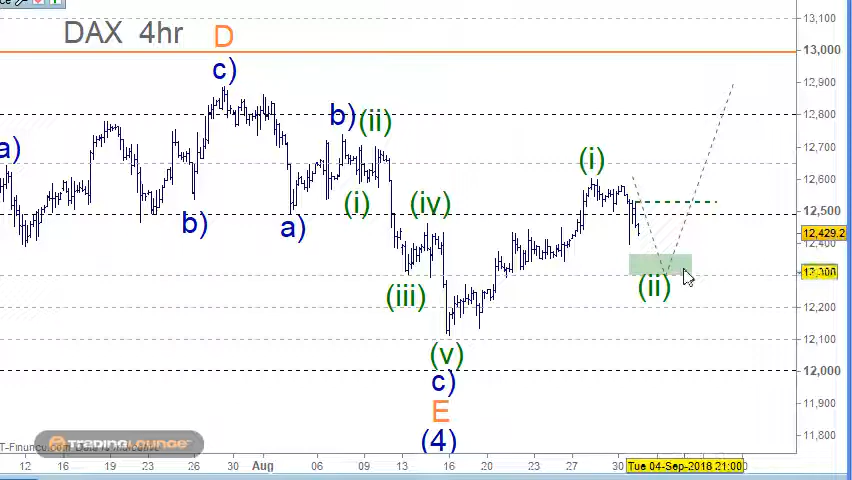 DAX 4hr
D
c)
a)
b)
(ii)
b)
a)
(i)
(iv)
(iii)
(v)
c)
E
(4)
(i)
(ii)
13,100
13,000
12,900
12,800
12,700
12,600
12,500
12,429.2
12,400
12,300
12,200
12,100
12,000
11,900
11,800
TRADINGLOUNGE
12 16 19 23 26 30 Aug 06 09 13 16 20 23 27 30 Tue 04-Sep-2018 21:00